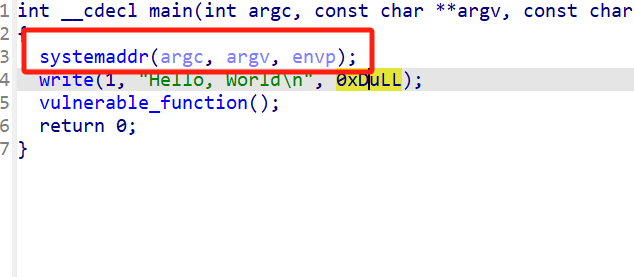 1 int __cdecl main(int argc, const char **argv, const char
2 {
3 systemaddr(argc, argv, envp);
4 write(1, "Hello, World\n", 0xDuLL);
5 vulnerable_function();
6 return 0;
7 }